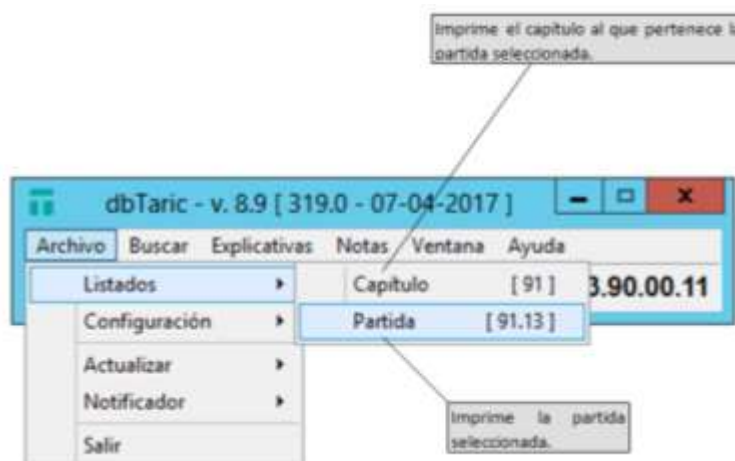 Imprime el capítulo al que pertenece
partida seleccionada.
dbTaric - v. 8.9 [ 319.0 - 07-04-2017 ]
Archivo Buscar Explicativas Notas Ventana Ayuda
Listados Capítulo [ 91 ] 3.90.00.11
Configuración Partida [ 91.13 ]
Actualizar
Notificador
Salir
Imprime la partida
seleccionada.